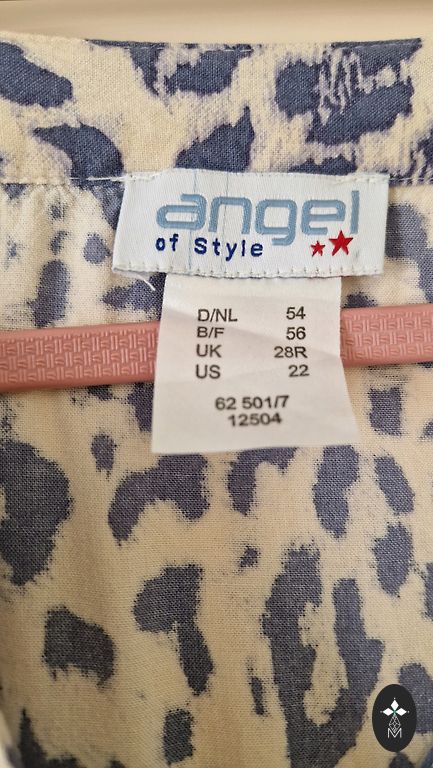 angel
of Style
D/NL 54
B/F 56
UK 28R
US 22
62 501/7
12504